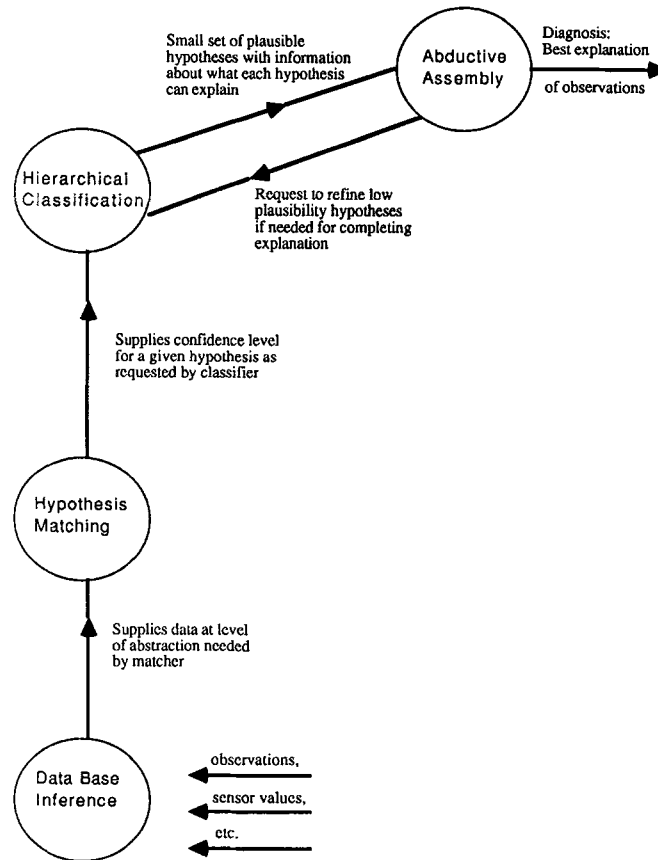 Small set of plausible
hypotheses with information
about what each hypothesis
can explain
Abductive
Assembly
Diagnosis:
Best explanation
of observations
Hierarchical
Classification
Request to refine low
plausibility hypotheses
if needed for completing
explanation
Supplies confidence level
for a given hypothesis as
requested by classifier
Hypothesis
Matching
Supplies data at level
of abstraction needed
by matcher
Data Base
Inference
observations,
sensor values,
etc.